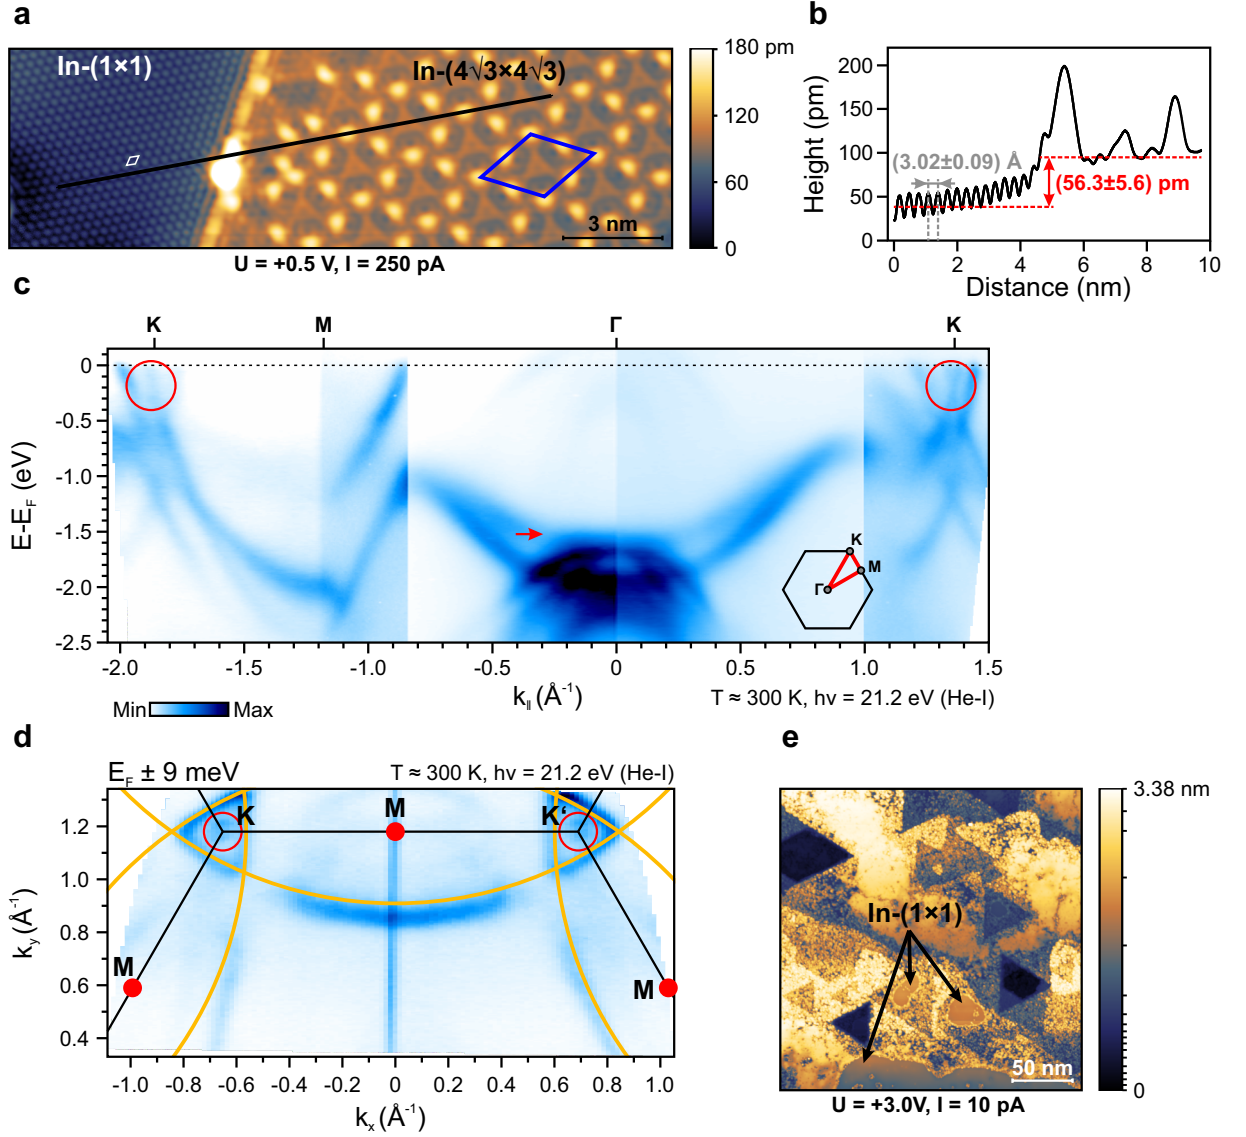 a
In-(1×1)
In-(4√3×4√3)
3 nm
180 pm
120
60
0
U = +0.5 V, I = 250 pA
b
Height (pm)
200
150
100
50
0
(3.02±0.09) Å
(56.3±5.6) pm
0 2 4 6 8 10
Distance (nm)
c
K M Γ K
E-E_F (eV)
0
-0.5
-1.0
-1.5
-2.0
-2.5
K
M
Γ
-2.0 -1.5 -1.0 -0.5 0 0.5 1.0 1.5
k_|| (Å⁻¹)
T ≈ 300 K, hν = 21.2 eV (He-I)
Min Max
d
E_F ± 9 meV
T ≈ 300 K, hν = 21.2 eV (He-I)
k_y (Å⁻¹)
1.2
1.0
0.8
0.6
0.4
K M K‘
M M
-1.0 -0.8 -0.6 -0.4 -0.2 0 0.2 0.4 0.6 0.8 1.0
k_x (Å⁻¹)
e
In-(1×1)
50 nm
3.38 nm
0
U = +3.0V, I = 10 pA